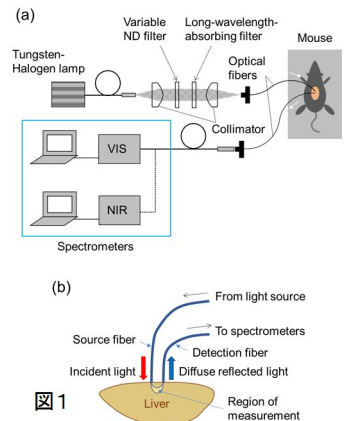 (a)
Variable
ND filter
Long-wavelength-
absorbing filter
Tungsten-
Halogen lamp
Optical
fibers
Mouse
Collimator
VIS
NIR
Spectrometers
(b)
From light source
To spectrometers
Source fiber
Detection fiber
Incident light
Diffuse reflected light
図1
Liver
Region of
measurement